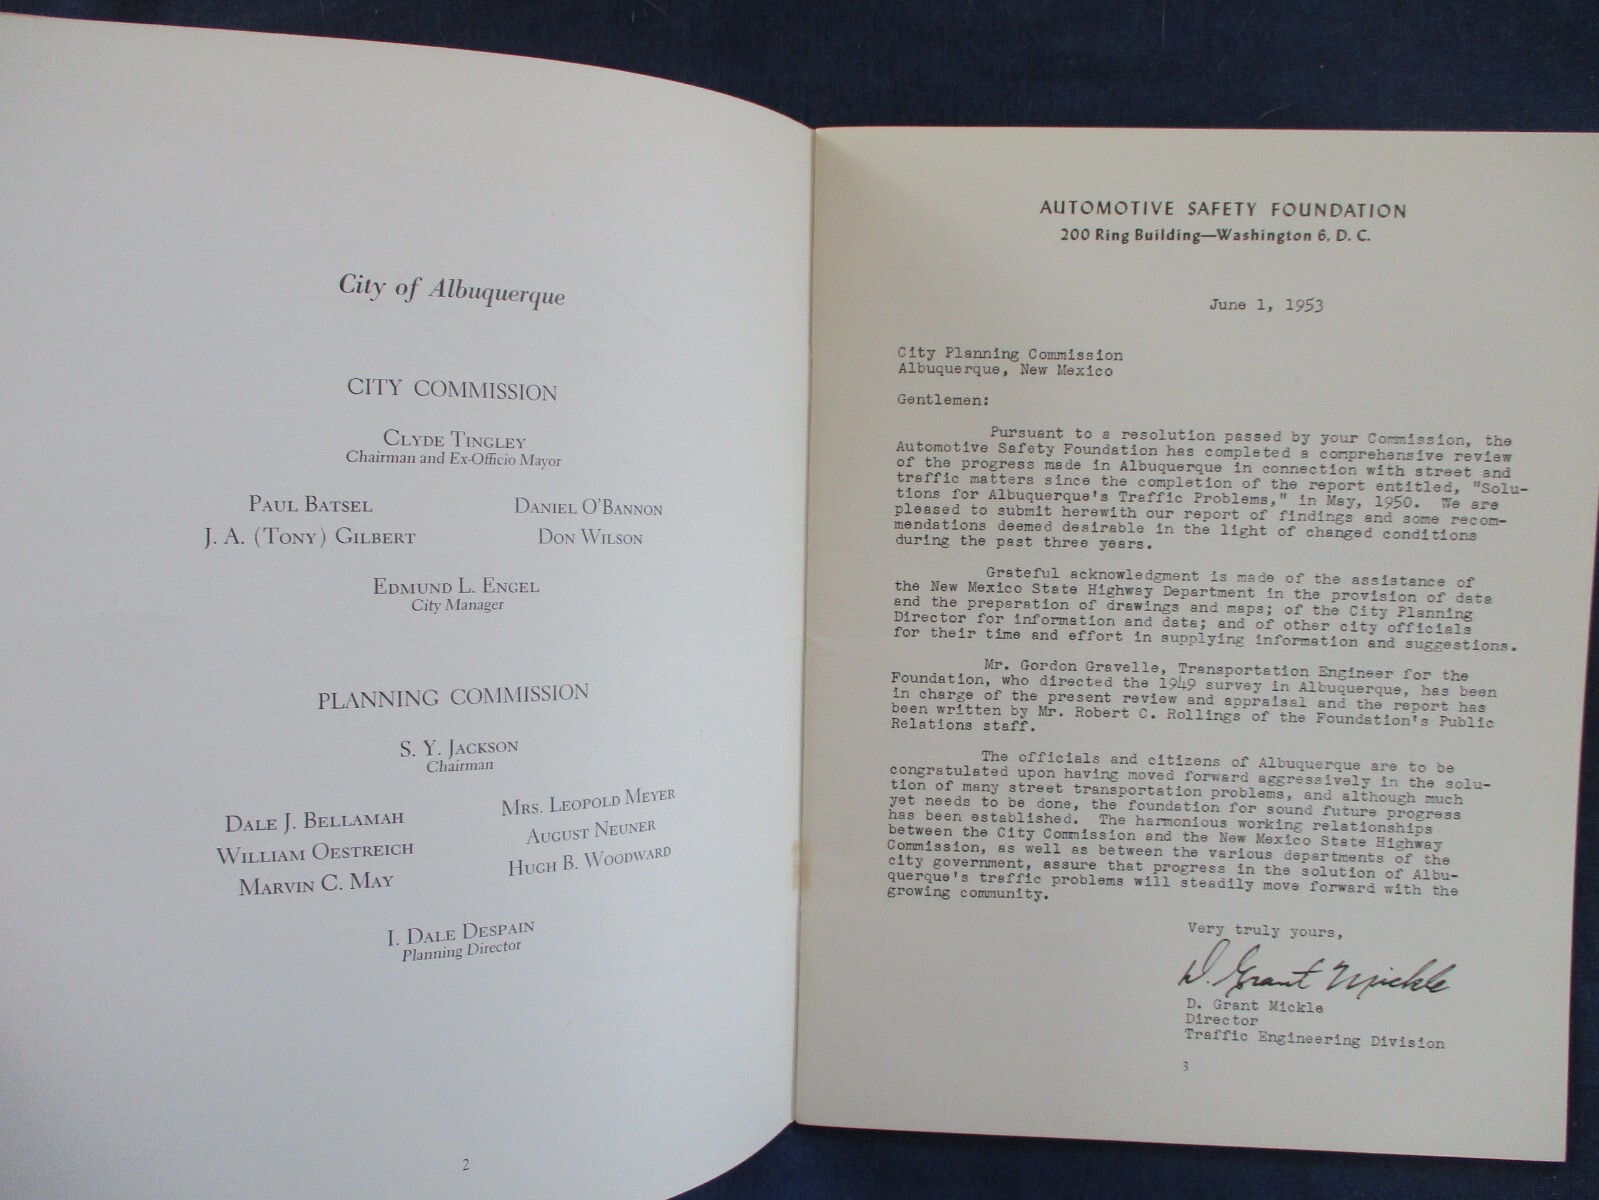 City of Albuquerque
CITY COMMISSION
CLYDE TINGLEY
Chairman and Ex-Officio Mayor
PAUL BATSEL DANIEL O'BANNON
J. A. (TONY) GILBERT DON WILSON
EDMUND L. ENGEL
City Manager
PLANNING COMMISSION
S. Y. JACKSON
Chairman
DALE J. BELLAMAH MRS. LEOPOLD MEYER
WILLIAM OESTREICH AUGUST NEUNER
MARVIN C. MAY HUGH B. WOODWARD
I. DALE DESPAIN
Planning Director
2
AUTOMOTIVE SAFETY FOUNDATION
200 Ring Building—Washington 6, D. C.
June 1, 1953
City Planning Commission
Albuquerque, New Mexico
Gentlemen:
Pursuant to a resolution passed by your Commission, the
Automotive Safety Foundation has completed a comprehensive review
of the progress made in Albuquerque in connection with street and
traffic matters since the completion of the report entitled, "Solu-
tions for Albuquerque's Traffic Problems," in May, 1950. We are
pleased to submit herewith our report of findings and some recom-
mendations deemed desirable in the light of changed conditions
during the past three years.
Grateful acknowledgment is made of the assistance of
the New Mexico State Highway Department in the provision of data
and the preparation of drawings and maps; of the City Planning
Director for information and data; and of other city officials
for their time and effort in supplying information and suggestions.
Mr. Gordon Gravelle, Transportation Engineer for the
Foundation, who directed the 1949 survey in Albuquerque, has been
in charge of the present review and appraisal and the report has
been written by Mr. Robert C. Rollings of the Foundation's Public
Relations staff.
The officials and citizens of Albuquerque are to be
congratulated upon having moved forward aggressively in the solu-
tion of many street transportation problems, and although much
yet needs to be done, the foundation for sound future progress
has been established. The harmonious working relationships
between the City Commission and the New Mexico State Highway
Commission, as well as between the various departments of the
city government, assure that progress in the solution of Albu-
querque's traffic problems will steadily move forward with the
growing community.
Very truly yours,
D. Grant Mickle
D. Grant Mickle
Director
Traffic Engineering Division
3